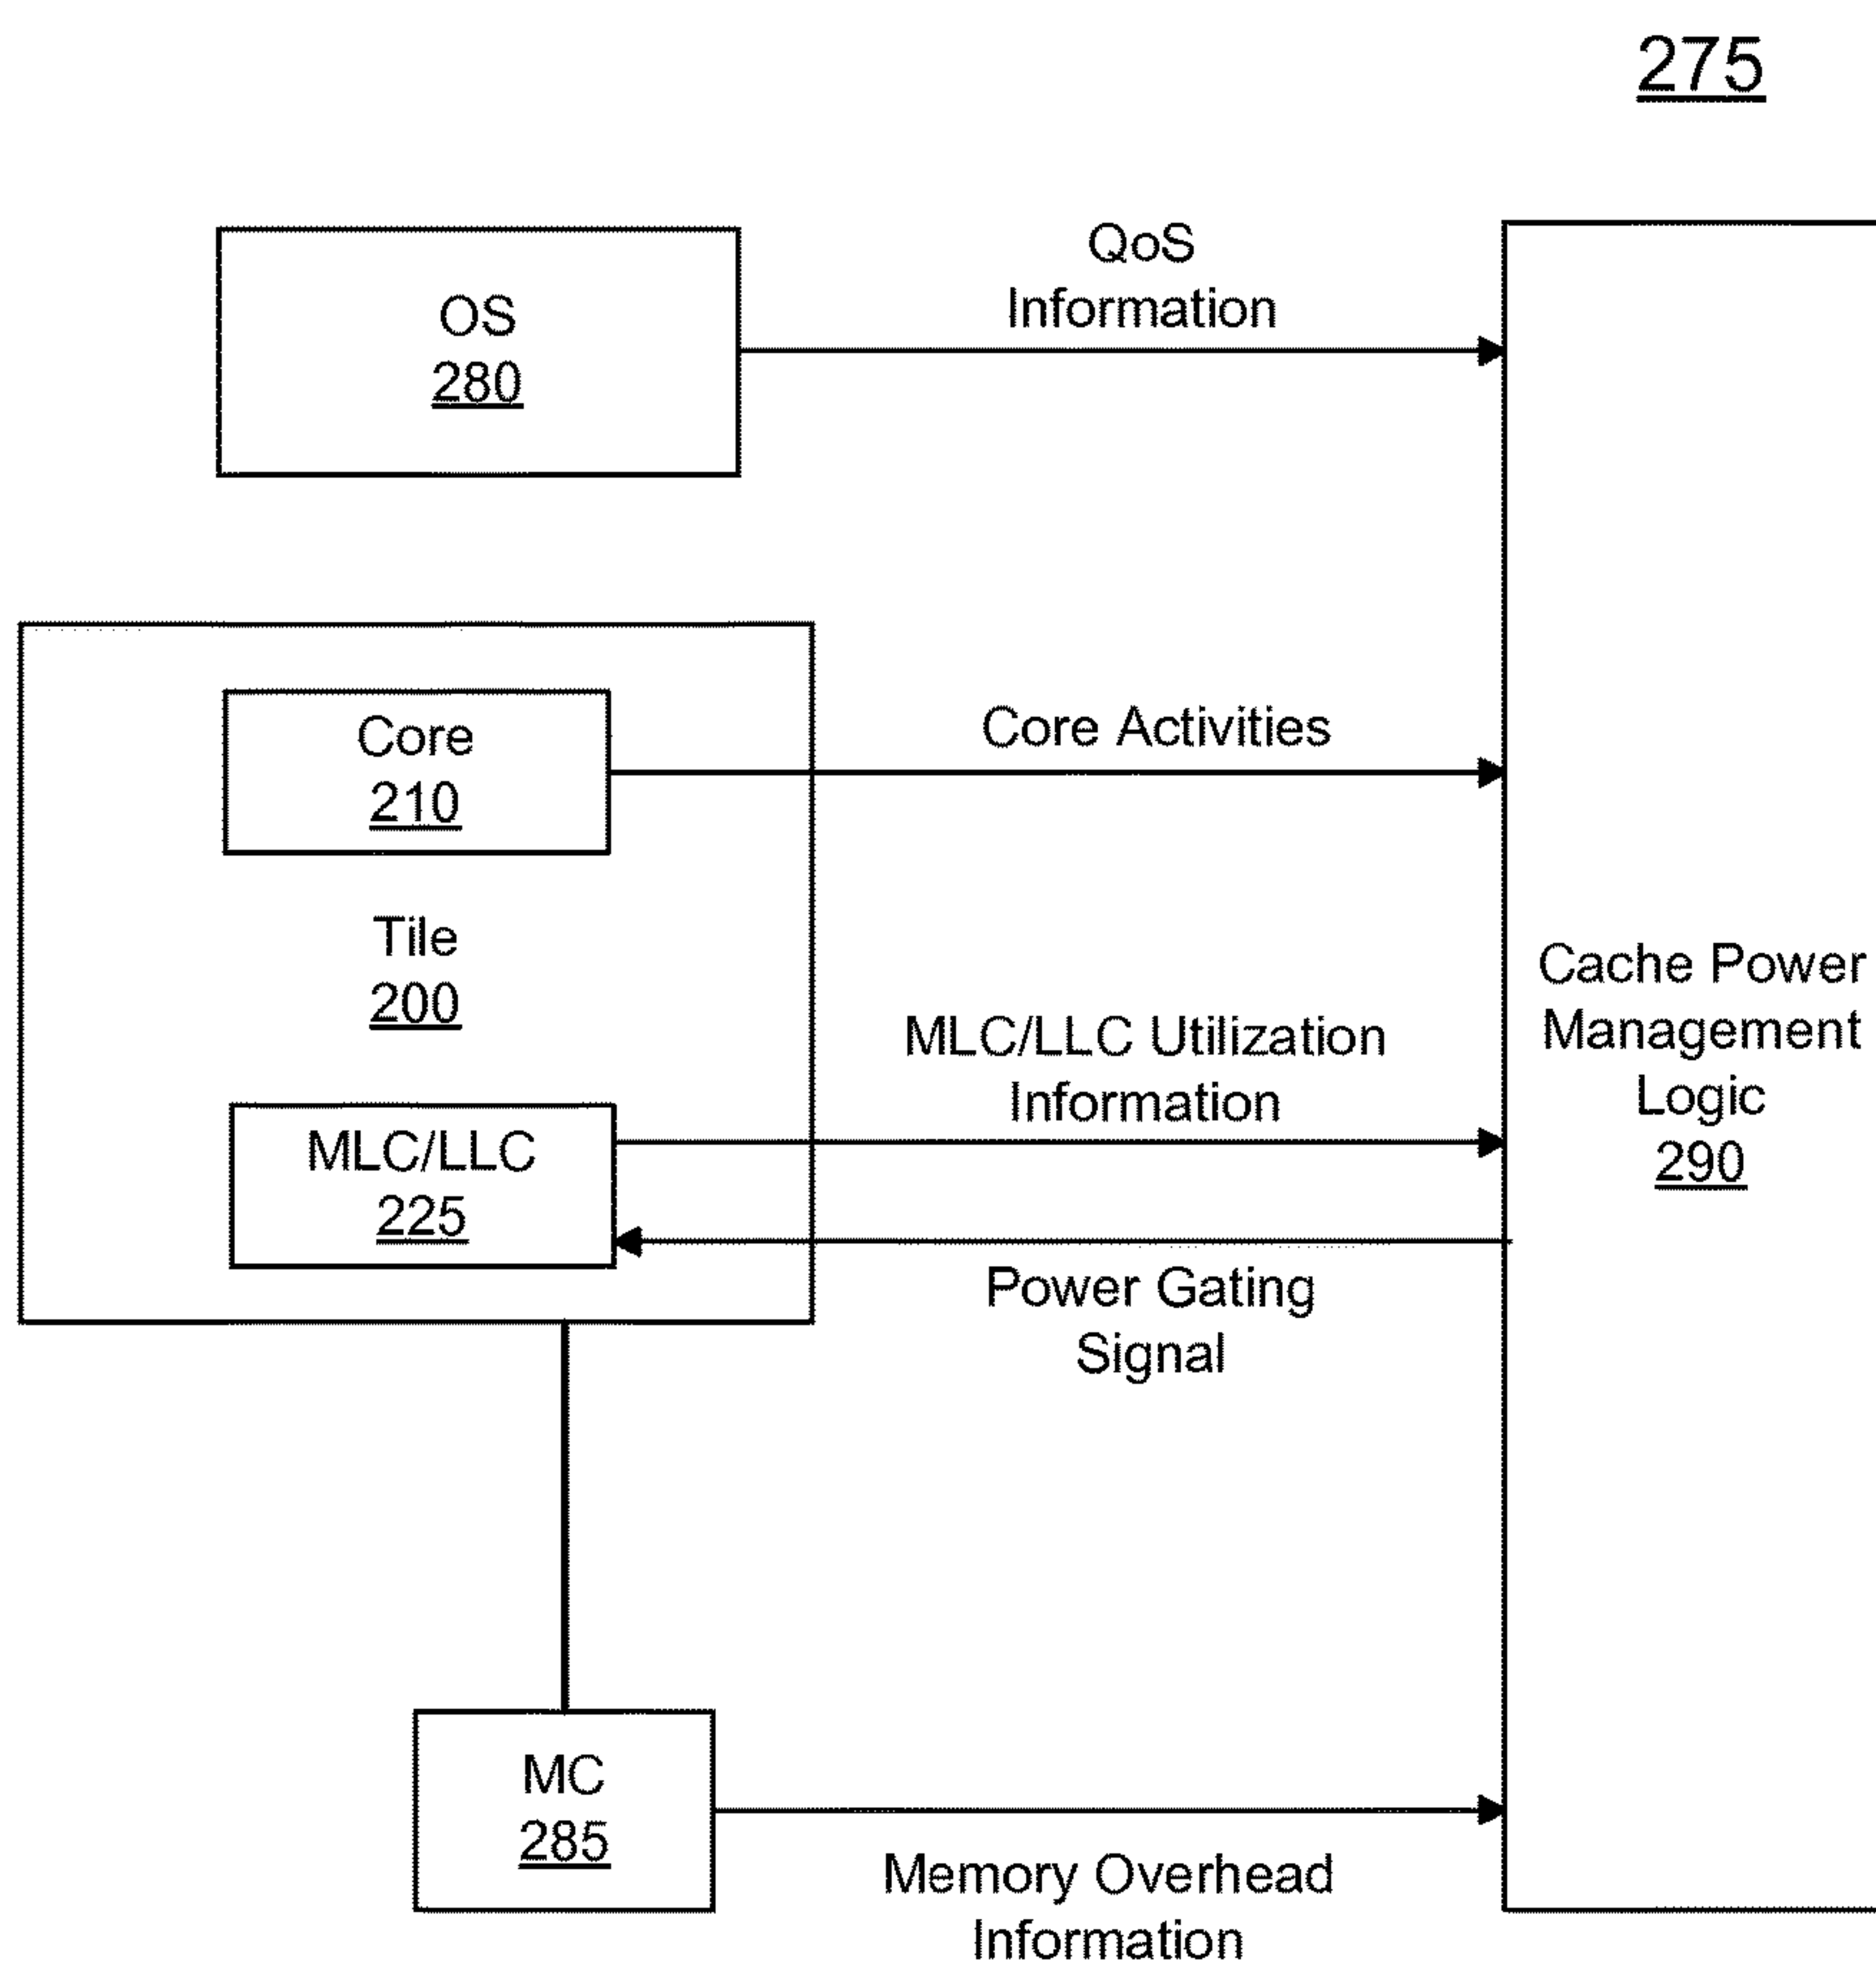 275
OS
280
QoS
Information
Core
210
Core Activities
Tile
200
MLC/LLC Utilization
Information
MLC/LLC
225
Power Gating
Signal
Cache Power
Management
Logic
290
MC
285
Memory Overhead
Information